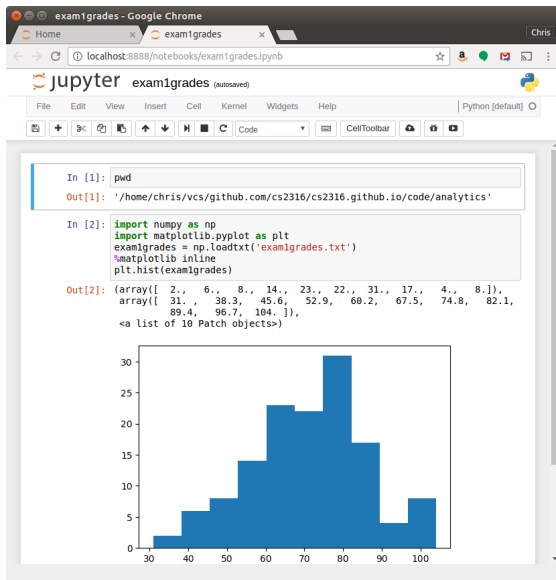 exam1grades - Google Chrome
Home
exam1grades
Chris
localhost:8888/notebooks/exam1grades.ipynb
jupyter exam1grades (autosaved)
File Edit View Insert Cell Kernel Widgets Help Python [default]
Code CellToolbar
In [1]: pwd
Out[1]: '/home/chris/vcs/github.com/cs2316/cs2316.github.io/code/analytics'
In [2]: import numpy as np
import matplotlib.pyplot as plt
exam1grades = np.loadtxt('exam1grades.txt')
%matplotlib inline
plt.hist(exam1grades)
Out[2]: (array([ 2., 6., 8., 14., 23., 22., 31., 17., 4., 8.]),
array([ 31. , 38.3, 45.6, 52.9, 60.2, 67.5, 74.8, 82.1,
89.4, 96.7, 104. ]),
<a list of 10 Patch objects>)
30
25
20
15
10
5
0
30 40 50 60 70 80 90 100